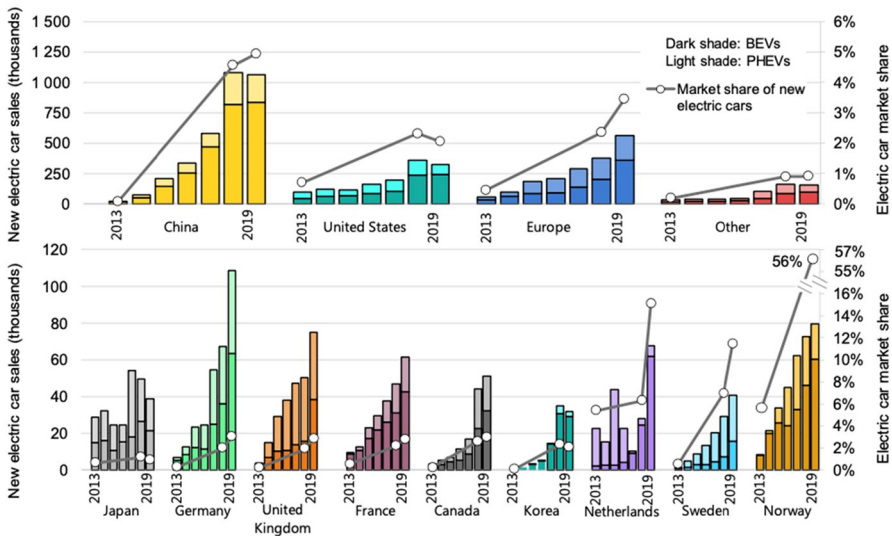 New electric car sales (thousands)
1 500
1 250
1 000
750
500
250
0
6%
5%
4%
3%
2%
1%
0%
Electric car market share
Dark shade: BEVs
Light shade: PHEVs
Market share of new
electric cars
2013
2019
China
2013
2019
United States
2013
2019
Europe
2013
2019
Other
New electric car sales (thousands)
120
100
80
60
40
20
0
57%
55%
16%
14%
12%
10%
8%
6%
4%
2%
0%
Electric car market share
56%
2013
2019
Japan
2013
2019
Germany
2013
2019
United
Kingdom
2013
2019
France
2013
2019
Canada
2013
2019
Korea
2013
2019
Netherlands
2013
2019
Sweden
2013
2019
Norway